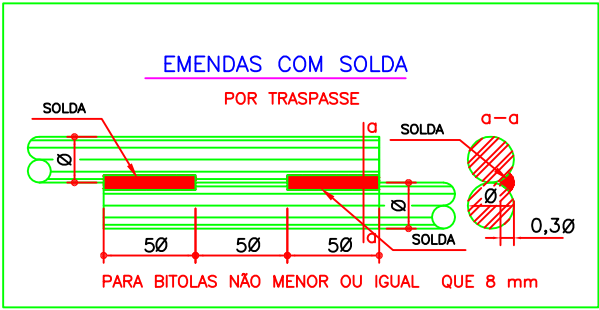 EMENDAS COM SOLDA
POR TRASPASSE
SOLDA
a
SOLDA
a-a
Ø
Ø
Ø
a
SOLDA
0,3Ø
5Ø 5Ø 5Ø
PARA BITOLAS NÃO MENOR OU IGUAL QUE 8 mm